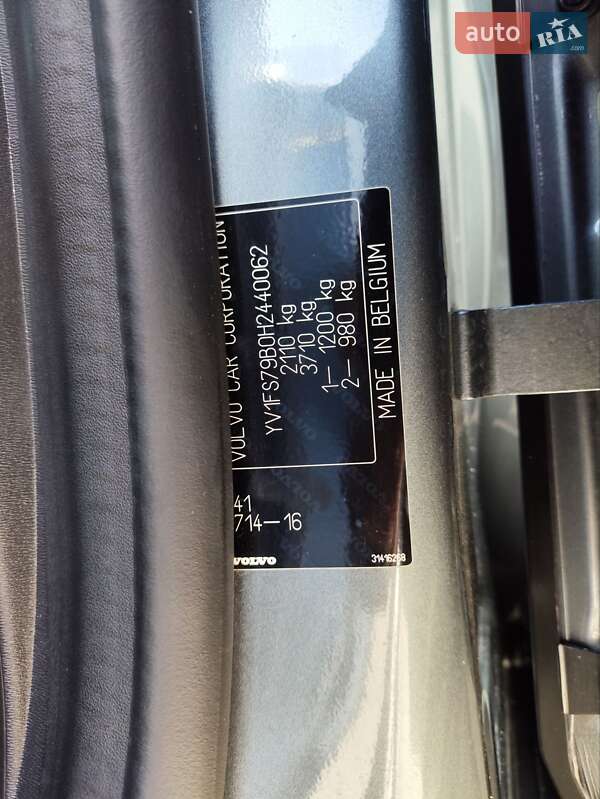 auto RIA
.com
VOLVO CAR CORPORATION
YV1FS79B0H2440062
2110 kg
3710 kg
1– 1200 kg
2– 980 kg
MADE IN BELGIUM
41
714–16
VOLVO
31416268